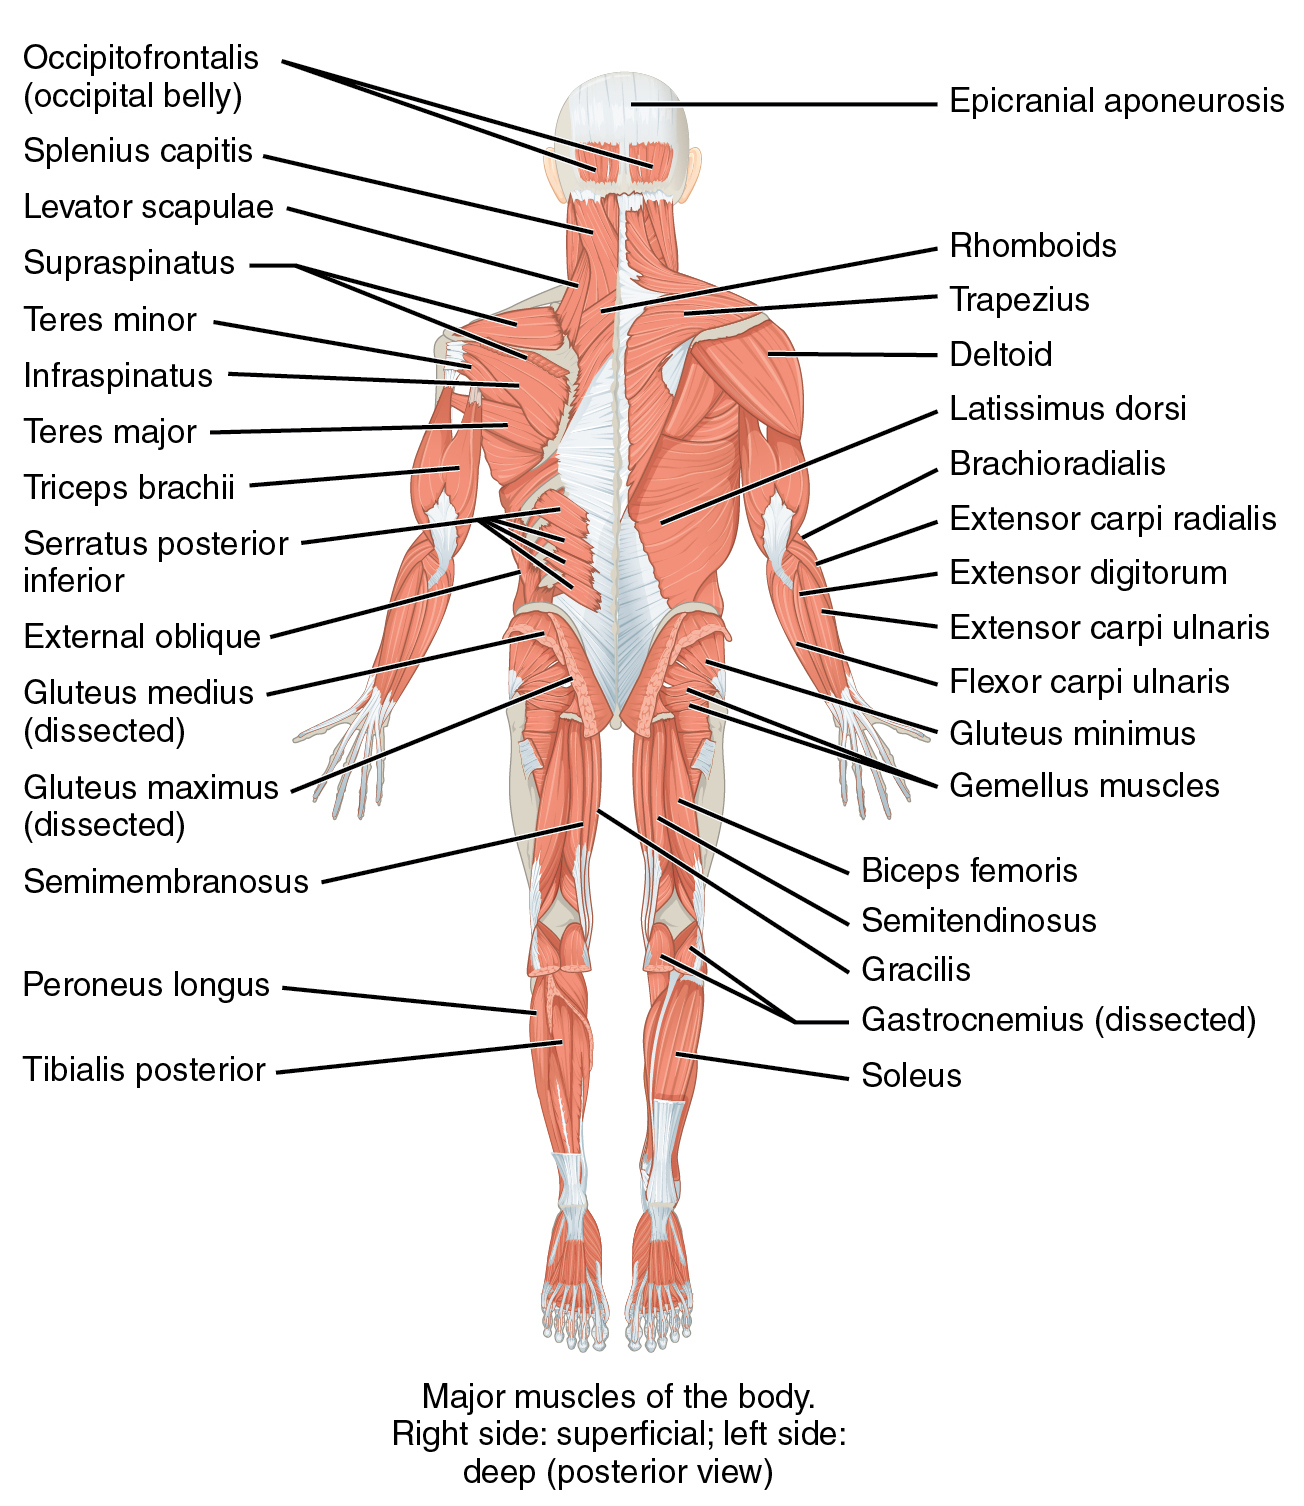 Occipitofrontalis
(occipital belly)
Splenius capitis
Levator scapulae
Supraspinatus
Teres minor
Infraspinatus
Teres major
Triceps brachii
Serratus posterior
inferior
External oblique
Gluteus medius
(dissected)
Gluteus maximus
(dissected)
Semimembranosus
Peroneus longus
Tibialis posterior
Epicranial aponeurosis
Rhomboids
Trapezius
Deltoid
Latissimus dorsi
Brachioradialis
Extensor carpi radialis
Extensor digitorum
Extensor carpi ulnaris
Flexor carpi ulnaris
Gluteus minimus
Gemellus muscles
Biceps femoris
Semitendinosus
Gracilis
Gastrocnemius (dissected)
Soleus
Major muscles of the body.
Right side: superficial; left side:
deep (posterior view)